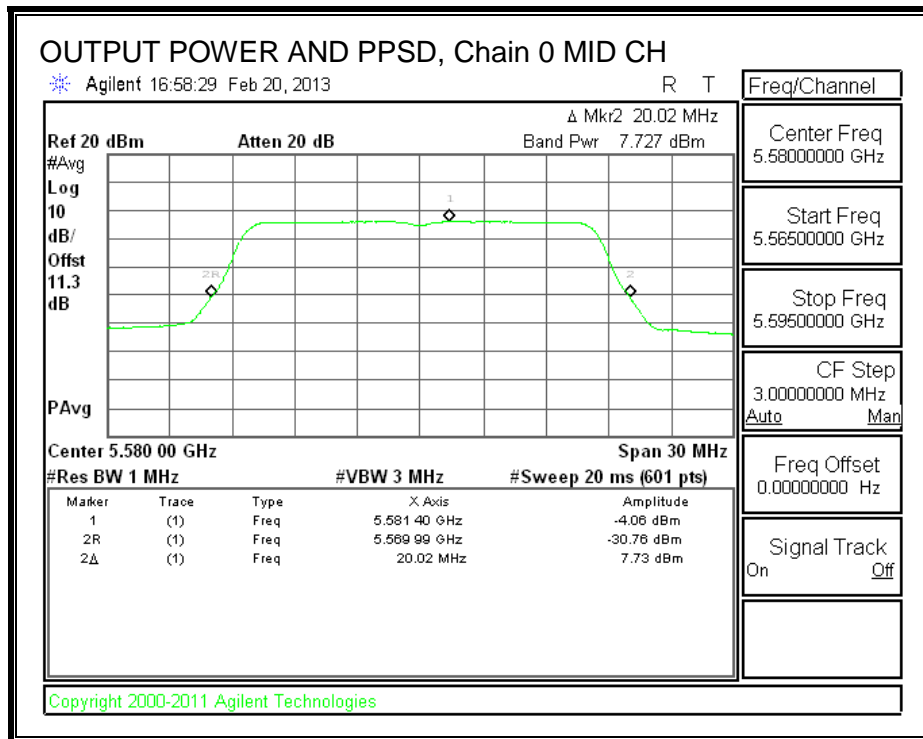 OUTPUT POWER AND PPSD, Chain 0 MID CH
Agilent 16:58:29 Feb 20, 2013 R T
Δ Mkr2 20.02 MHz
Ref 20 dBm Atten 20 dB Band Pwr 7.727 dBm
#Avg
Log
10
dB/
Offst
11.3
dB
PAvg
1
2R
2
Center 5.580 00 GHz Span 30 MHz
#Res BW 1 MHz #VBW 3 MHz #Sweep 20 ms (601 pts)
Marker Trace Type X Axis Amplitude
1 (1) Freq 5.581 40 GHz -4.06 dBm
2R (1) Freq 5.569 99 GHz -30.76 dBm
2Δ (1) Freq 20.02 MHz 7.73 dBm
Freq/Channel
Center Freq
5.58000000 GHz
Start Freq
5.56500000 GHz
Stop Freq
5.59500000 GHz
CF Step
3.00000000 MHz
Auto Man
Freq Offset
0.00000000 Hz
Signal Track
On Off
Copyright 2000-2011 Agilent Technologies